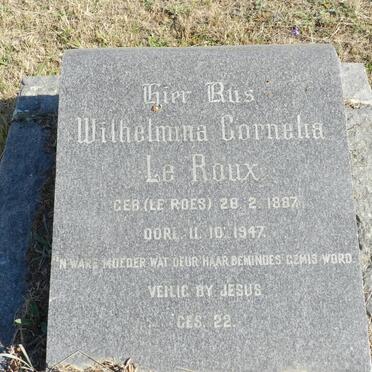 Hier Rus
Wilhelmina Cornelia
Le Roux
GEB (LE ROES) 28. 2. 1887.
OORL. 11. 10. 1947.
'N WARE MOEDER WAT DEUR HAAR BEMINDES GEMIS WORD
VEILIG BY JESUS.
GES. 22.